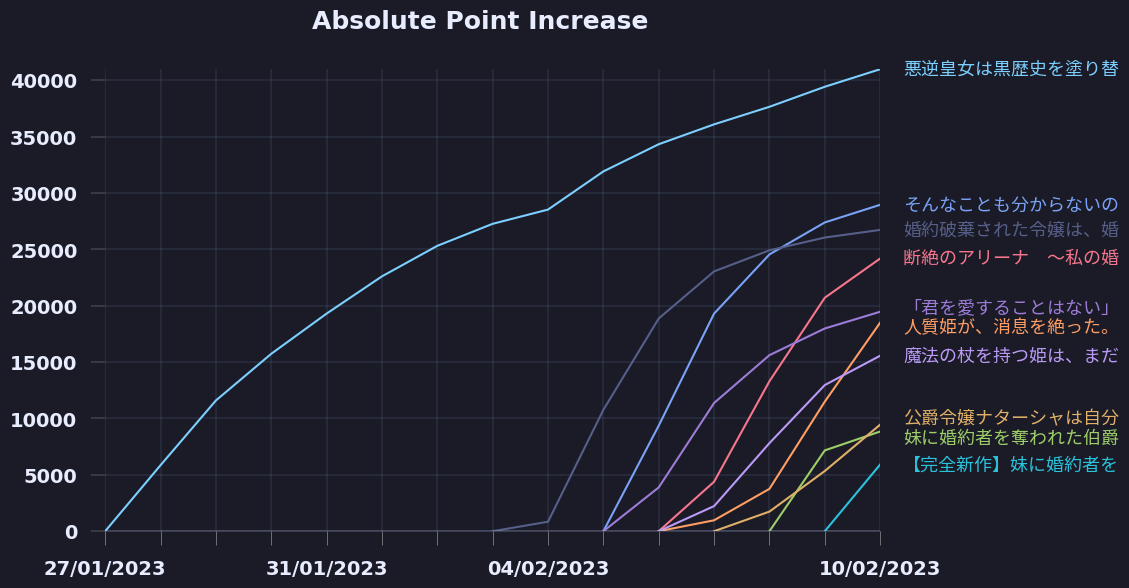 Absolute Point Increase
40000
35000
30000
25000
20000
15000
10000
5000
0
27/01/2023
31/01/2023
04/02/2023
10/02/2023
悪逆皇女は黒歴史を塗り替
そんなことも分からないの
婚約破棄された令嬢は、婚
断絶のアリーナ　～私の婚
「君を愛することはない」
人質姫が、消息を絶った。
魔法の杖を持つ姫は、まだ
公爵令嬢ナターシャは自分
妹に婚約者を奪われた伯爵
【完全新作】妹に婚約者を